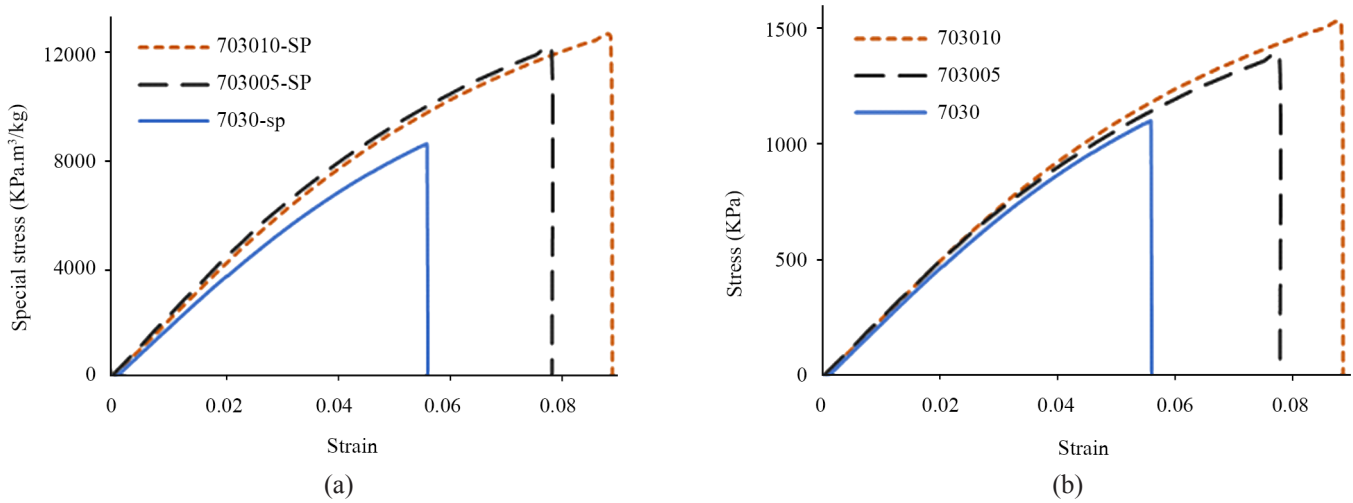 703010-SP
703005-SP
7030-sp
Special stress (KPa.m³/kg)
12000
8000
4000
0
0 0.02 0.04 0.06 0.08
Strain
(a)
703010
703005
7030
Stress (KPa)
1500
1000
500
0
0 0.02 0.04 0.06 0.08
Strain
(b)